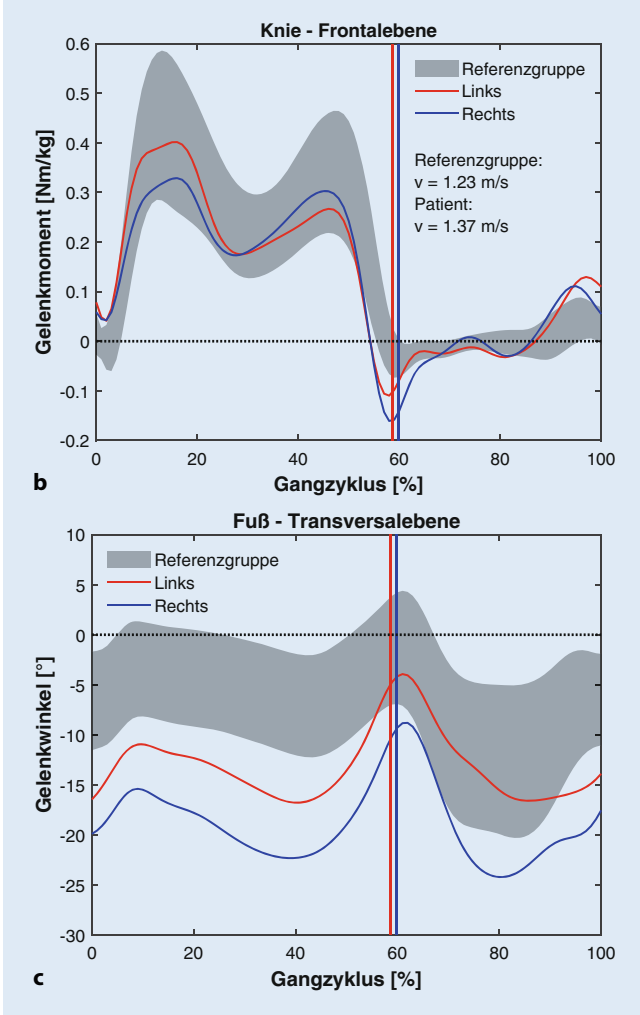 Knie - Frontalebene
0.6
0.5
0.4
0.3
0.2
0.1
0
-0.1
-0.2
Gelenkmoment [Nm/kg]
Referenzgruppe
Links
Rechts
Referenzgruppe:
v = 1.23 m/s
Patient:
v = 1.37 m/s
0 20 40 60 80 100
Gangzyklus [%]
b
Fuß - Transversalebene
10
5
0
-5
-10
-15
-20
-25
-30
Gelenkwinkel [°]
Referenzgruppe
Links
Rechts
0 20 40 60 80 100
Gangzyklus [%]
c